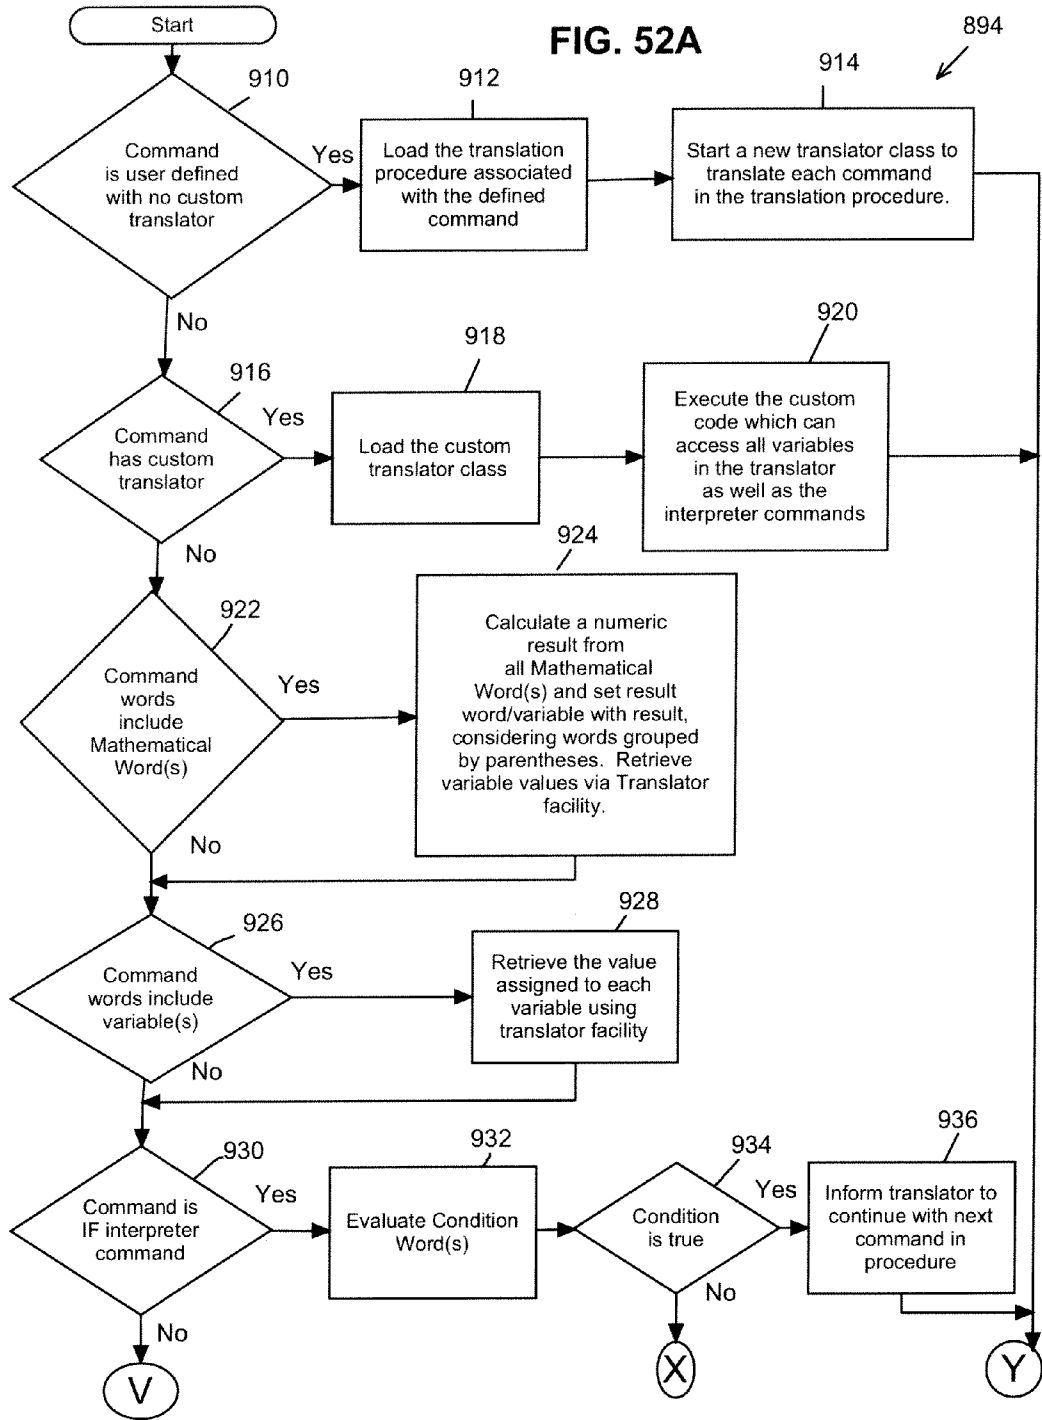 Start
FIG. 52A
894
910
912
914
Command
is user defined
with no custom
translator
Yes
Load the translation
procedure associated
with the defined
command
Start a new translator class to
translate each command
in the translation procedure.
No
916
918
920
Command
has custom
translator
Yes
Load the custom
translator class
Execute the custom
code which can
access all variables
in the translator
as well as the
interpreter commands
No
922
924
Command
words
include
Mathematical
Word(s)
Yes
Calculate a numeric
result from
all Mathematical
Word(s) and set result
word/variable with result,
considering words grouped
by parentheses. Retrieve
variable values via Translator
facility.
No
926
928
Command
words include
variable(s)
Yes
Retrieve the value
assigned to each
variable using
translator facility
No
930
932
934
936
Command is
IF interpreter
command
Yes
Evaluate Condition
Word(s)
Condition
is true
Yes
Inform translator to
continue with next
command in
procedure
No
No
V
X
Y